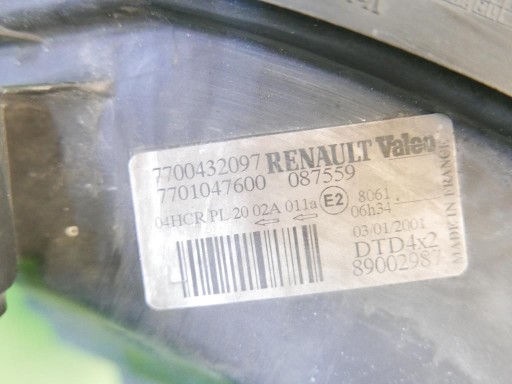 7700432097 RENAULT Valeo
7701047600 087559
04HCR PL 20 02A 011a E2 8061
06h34
03/01/2001
DTD4x2
89002987
MADE IN FRANCE